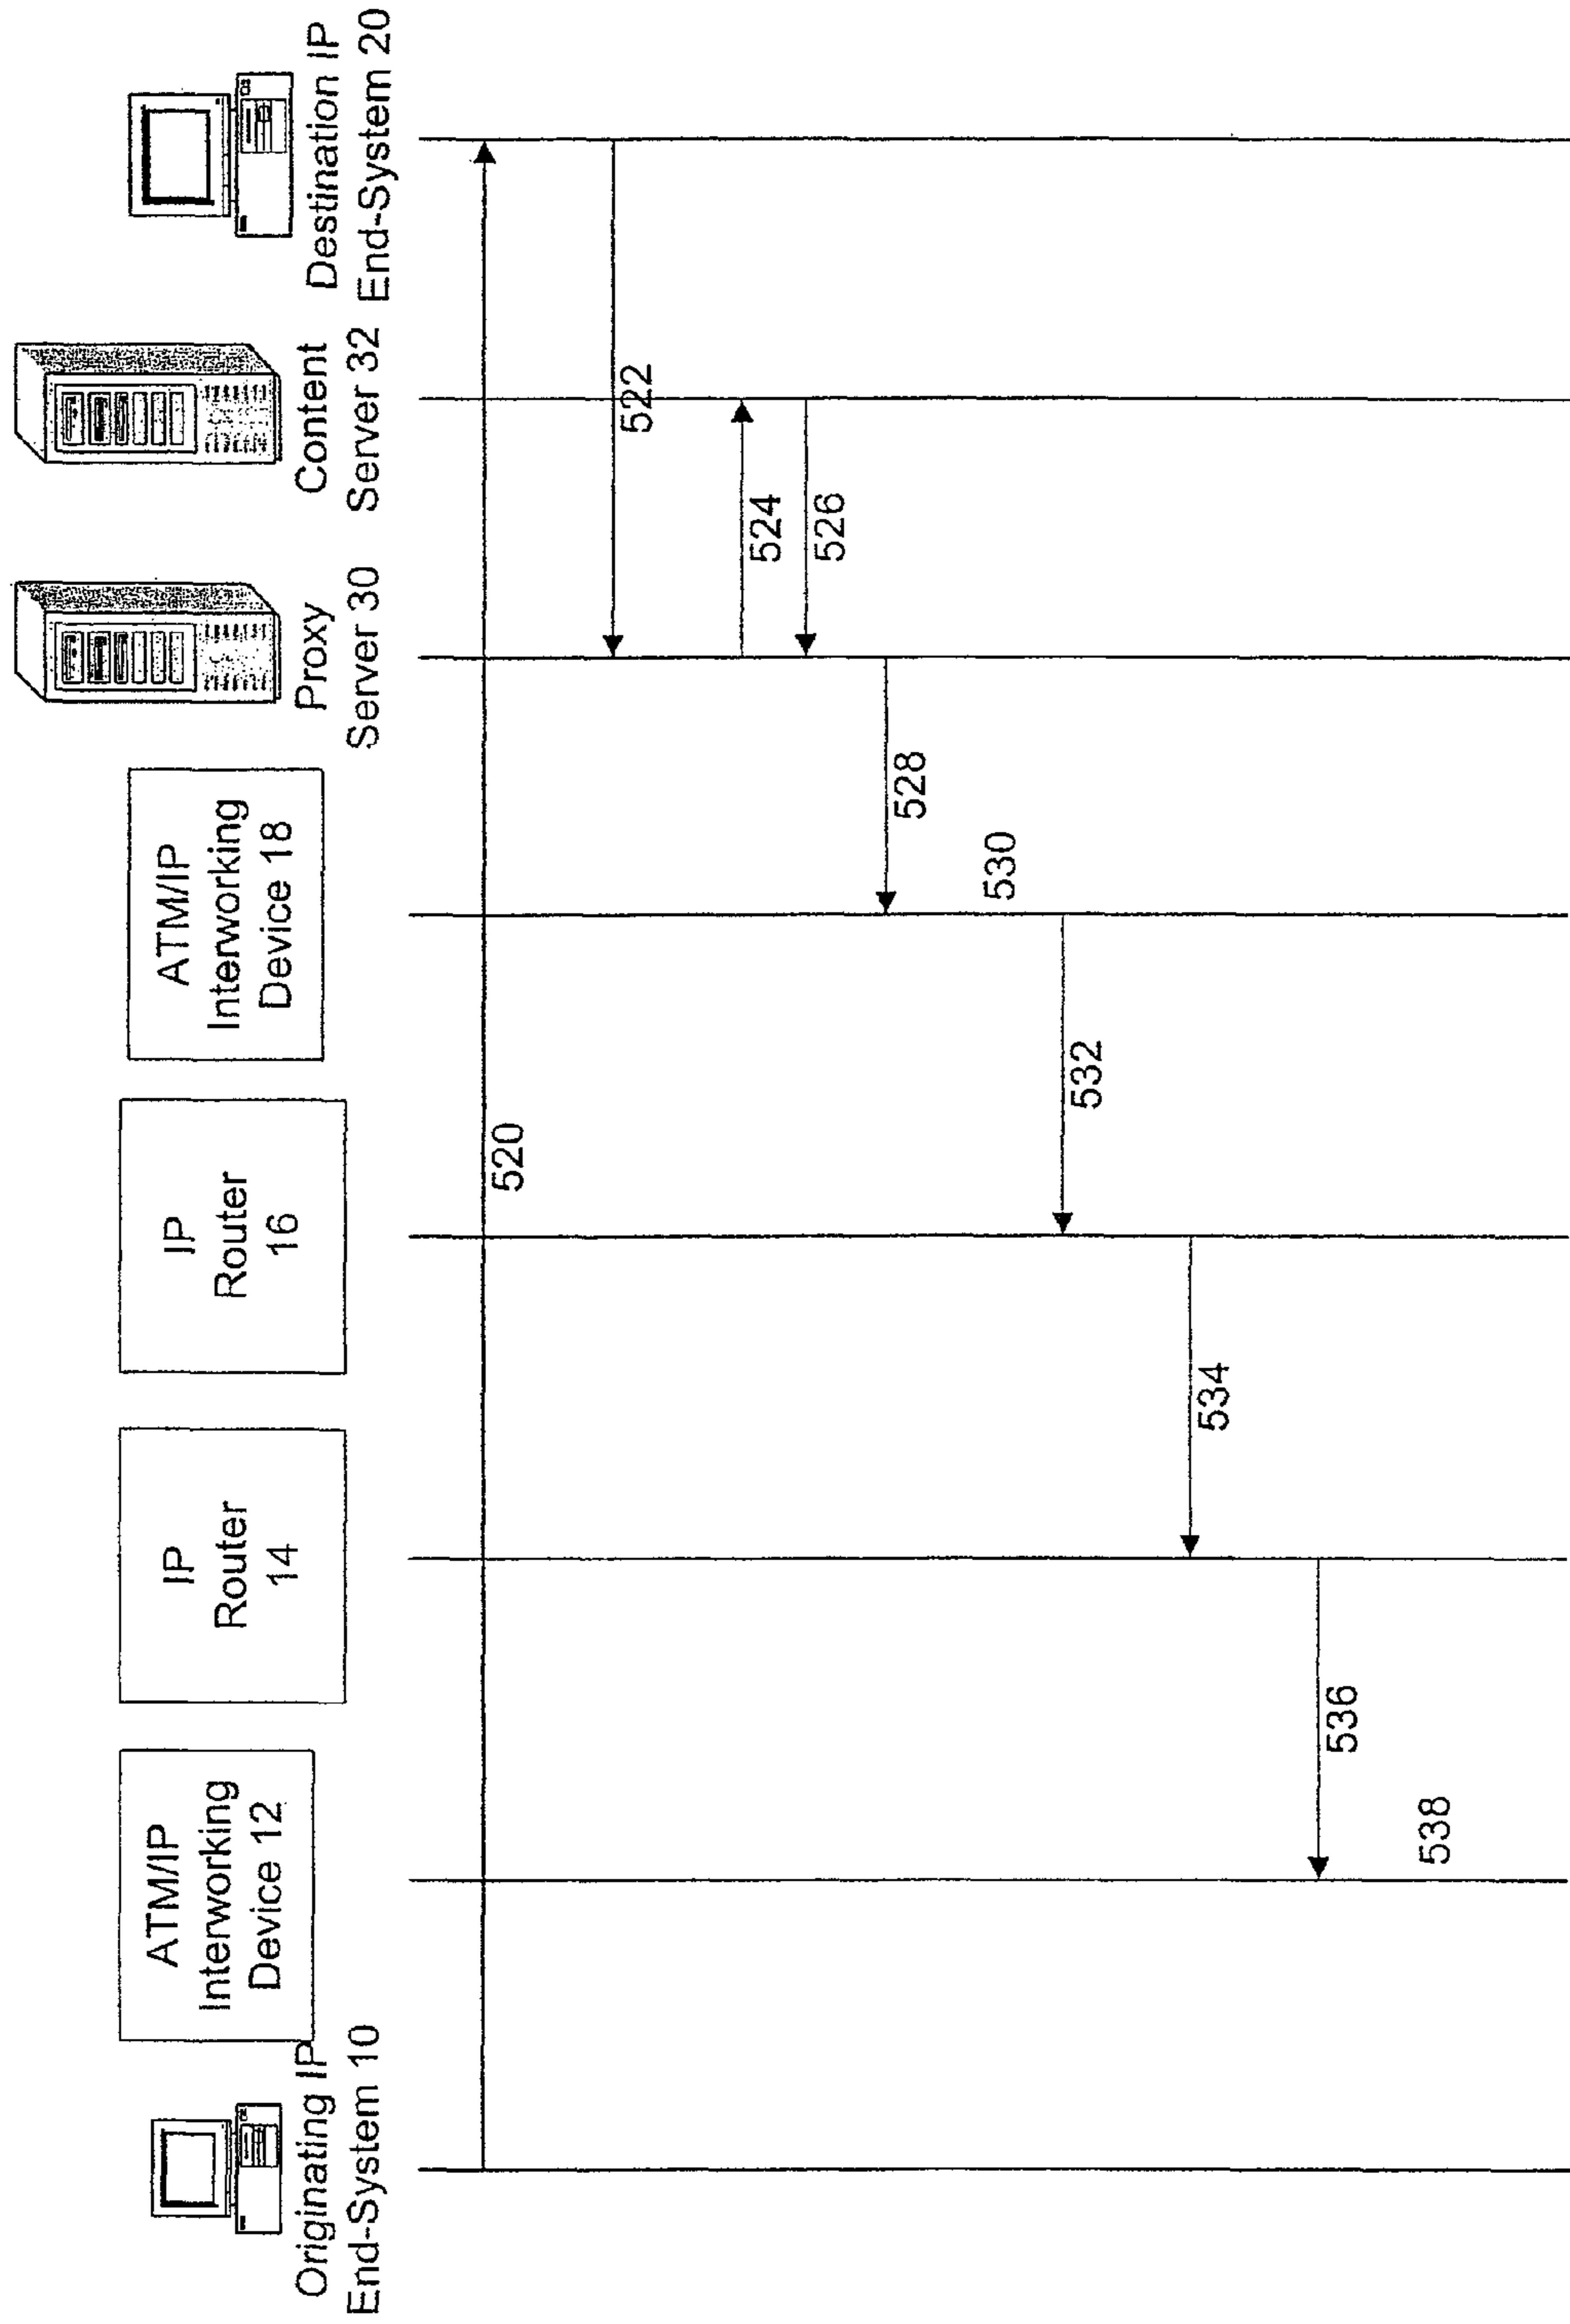 Originating IP
End-System 10
ATM/IP
Interworking
Device 12
IP
Router
14
IP
Router
16
ATM/IP
Interworking
Device 18
Proxy
Server 30
Content
Server 32
Destination IP
End-System 20
520
522
524
526
528
530
532
534
536
538